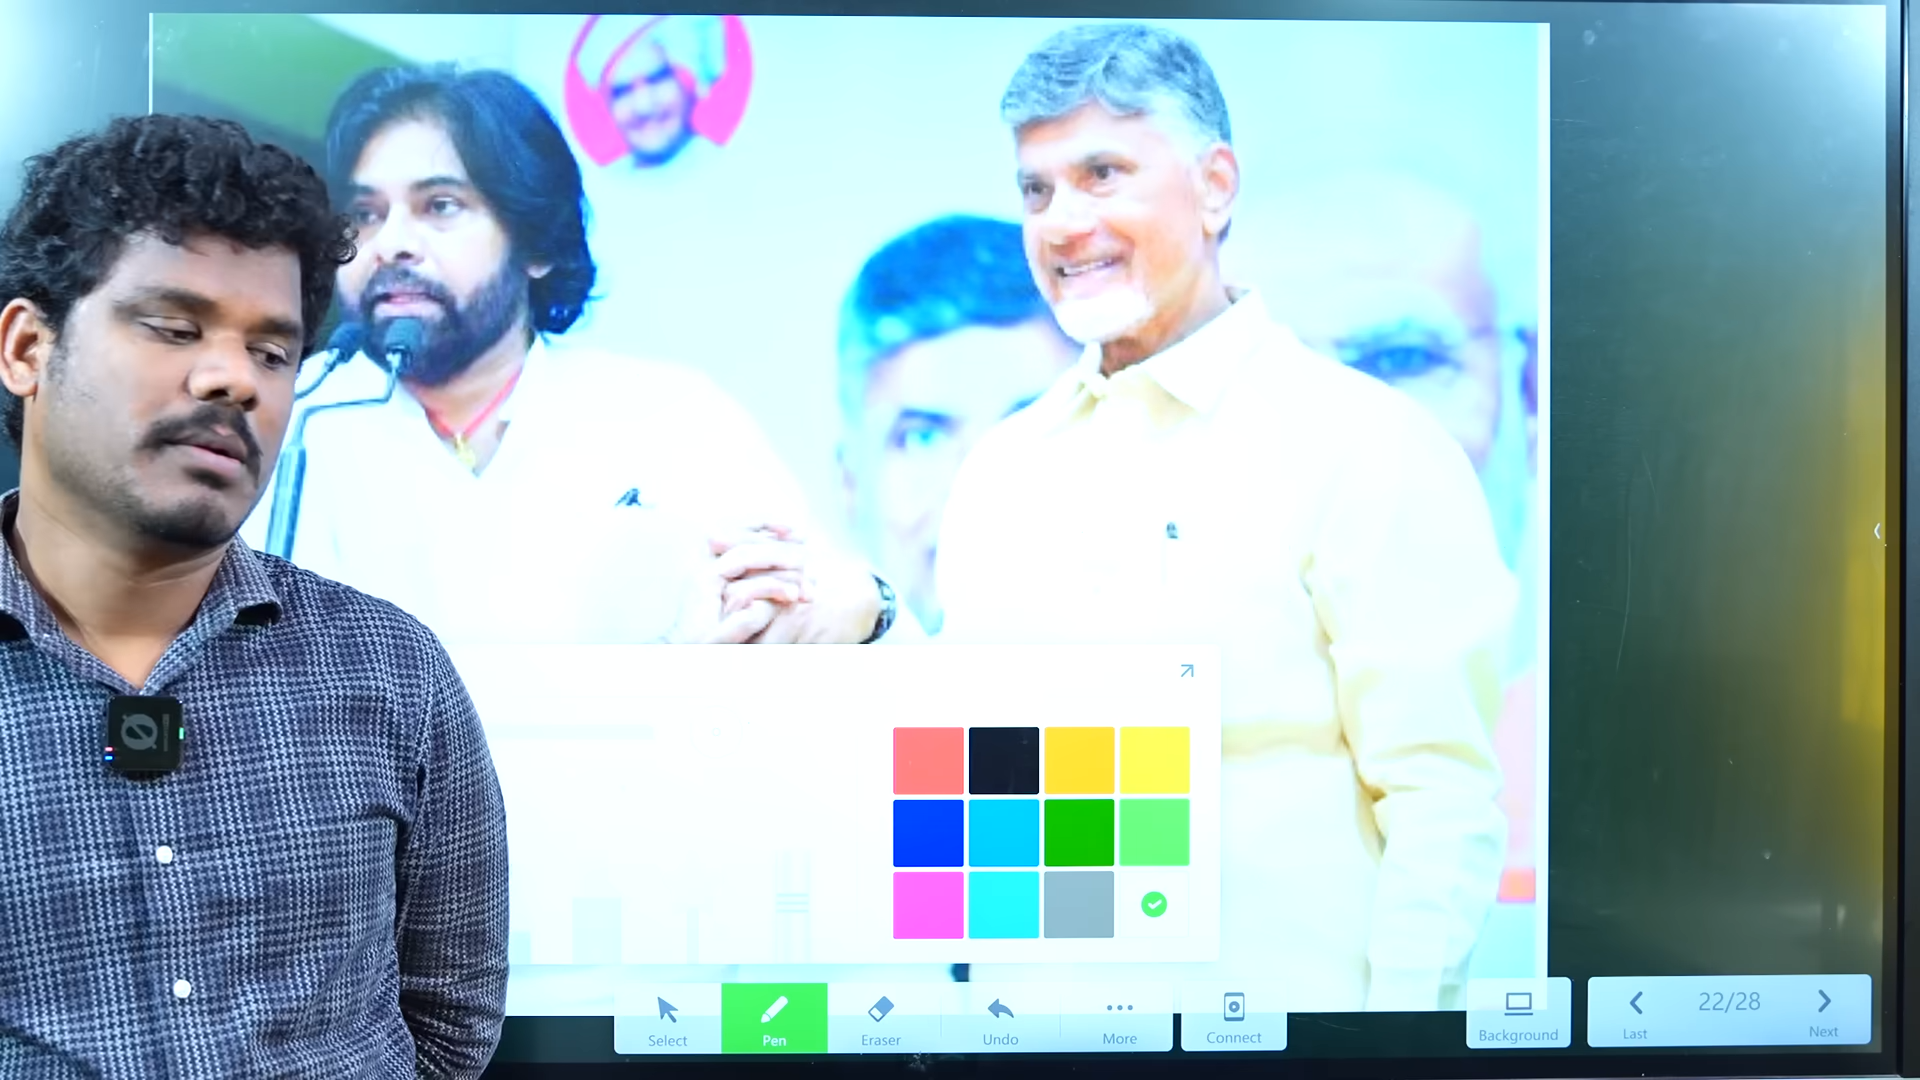 Select
Pen
Eraser
Undo
More
Connect
Background
Last
22/28
Next